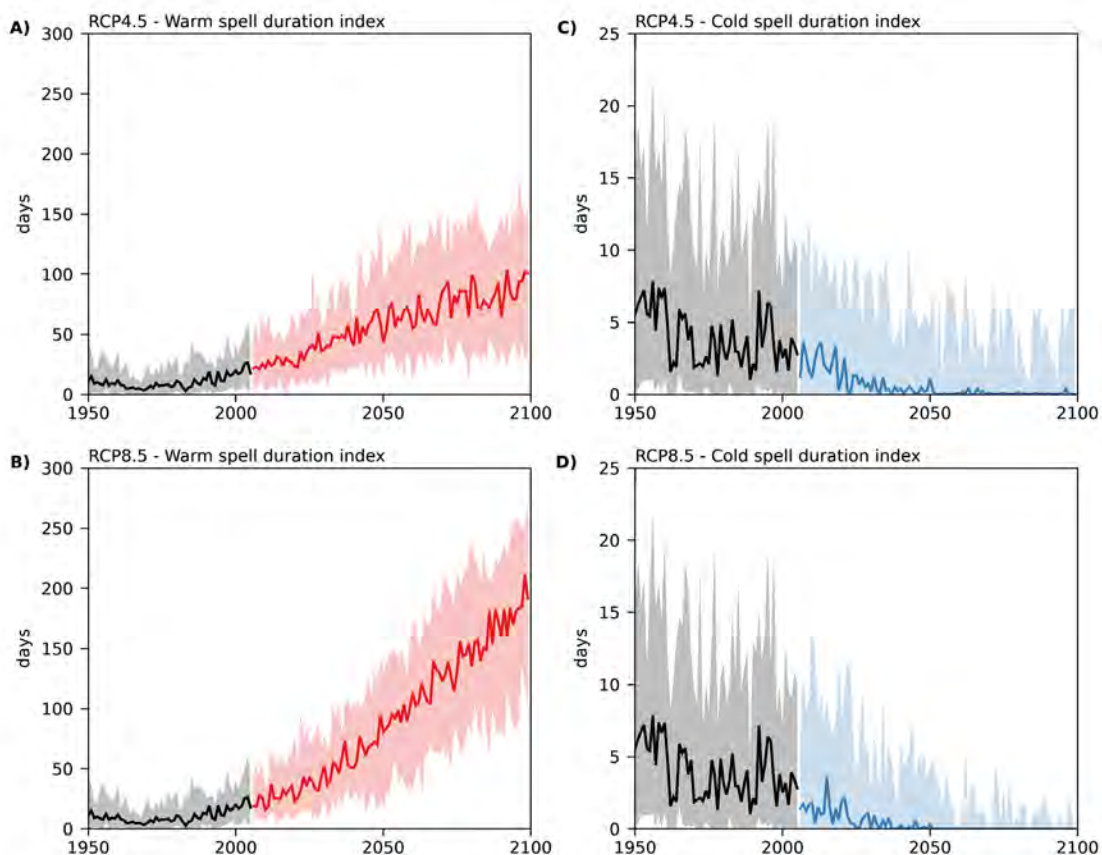 A) RCP4.5 - Warm spell duration index
300
250
200
150
100
50
0
days
1950 2000 2050 2100
C) RCP4.5 - Cold spell duration index
25
20
15
10
5
0
days
1950 2000 2050 2100
B) RCP8.5 - Warm spell duration index
300
250
200
150
100
50
0
days
1950 2000 2050 2100
D) RCP8.5 - Cold spell duration index
25
20
15
10
5
0
days
1950 2000 2050 2100